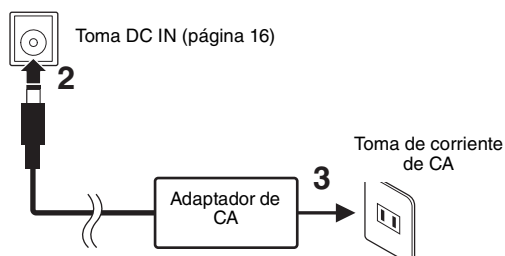 Toma DC IN (página 16)
2
Toma de corriente
de CA
3
Adaptador de
CA